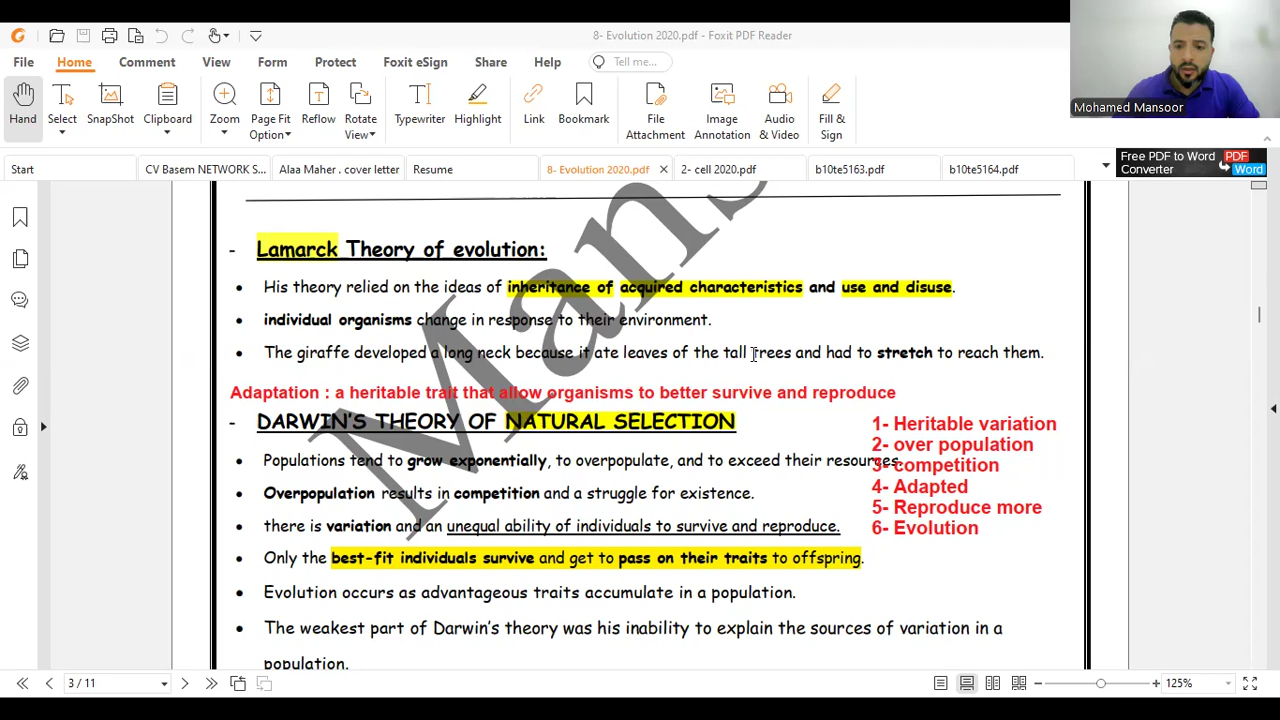 8- Evolution 2020.pdf - Foxit PDF Reader
File Home Comment View Form Protect Foxit eSign Share Help Tell me...
Hand Select SnapShot Clipboard Zoom Page Fit Option Reflow Rotate View Typewriter Highlight Link Bookmark File Attachment Image Annotation Audio & Video Fill & Sign
Mohamed Mansoor
Start CV Basem NETWORK S... Alaa Maher . cover letter Resume 8- Evolution 2020.pdf 2- cell 2020.pdf b10te5163.pdf b10te5164.pdf
Free PDF to Word Converter PDF Word
- Lamarck Theory of evolution:
• His theory relied on the ideas of inheritance of acquired characteristics and use and disuse.
• individual organisms change in response to their environment.
• The giraffe developed a long neck because it ate leaves of the tall trees and had to stretch to reach them.
Adaptation : a heritable trait that allow organisms to better survive and reproduce
- DARWIN'S THEORY OF NATURAL SELECTION
• Populations tend to grow exponentially, to overpopulate, and to exceed their resources.
• Overpopulation results in competition and a struggle for existence.
• there is variation and an unequal ability of individuals to survive and reproduce.
• Only the best-fit individuals survive and get to pass on their traits to offspring.
• Evolution occurs as advantageous traits accumulate in a population.
• The weakest part of Darwin's theory was his inability to explain the sources of variation in a
population.
1- Heritable variation
2- over population
3- competition
4- Adapted
5- Reproduce more
6- Evolution
3 / 11
125%